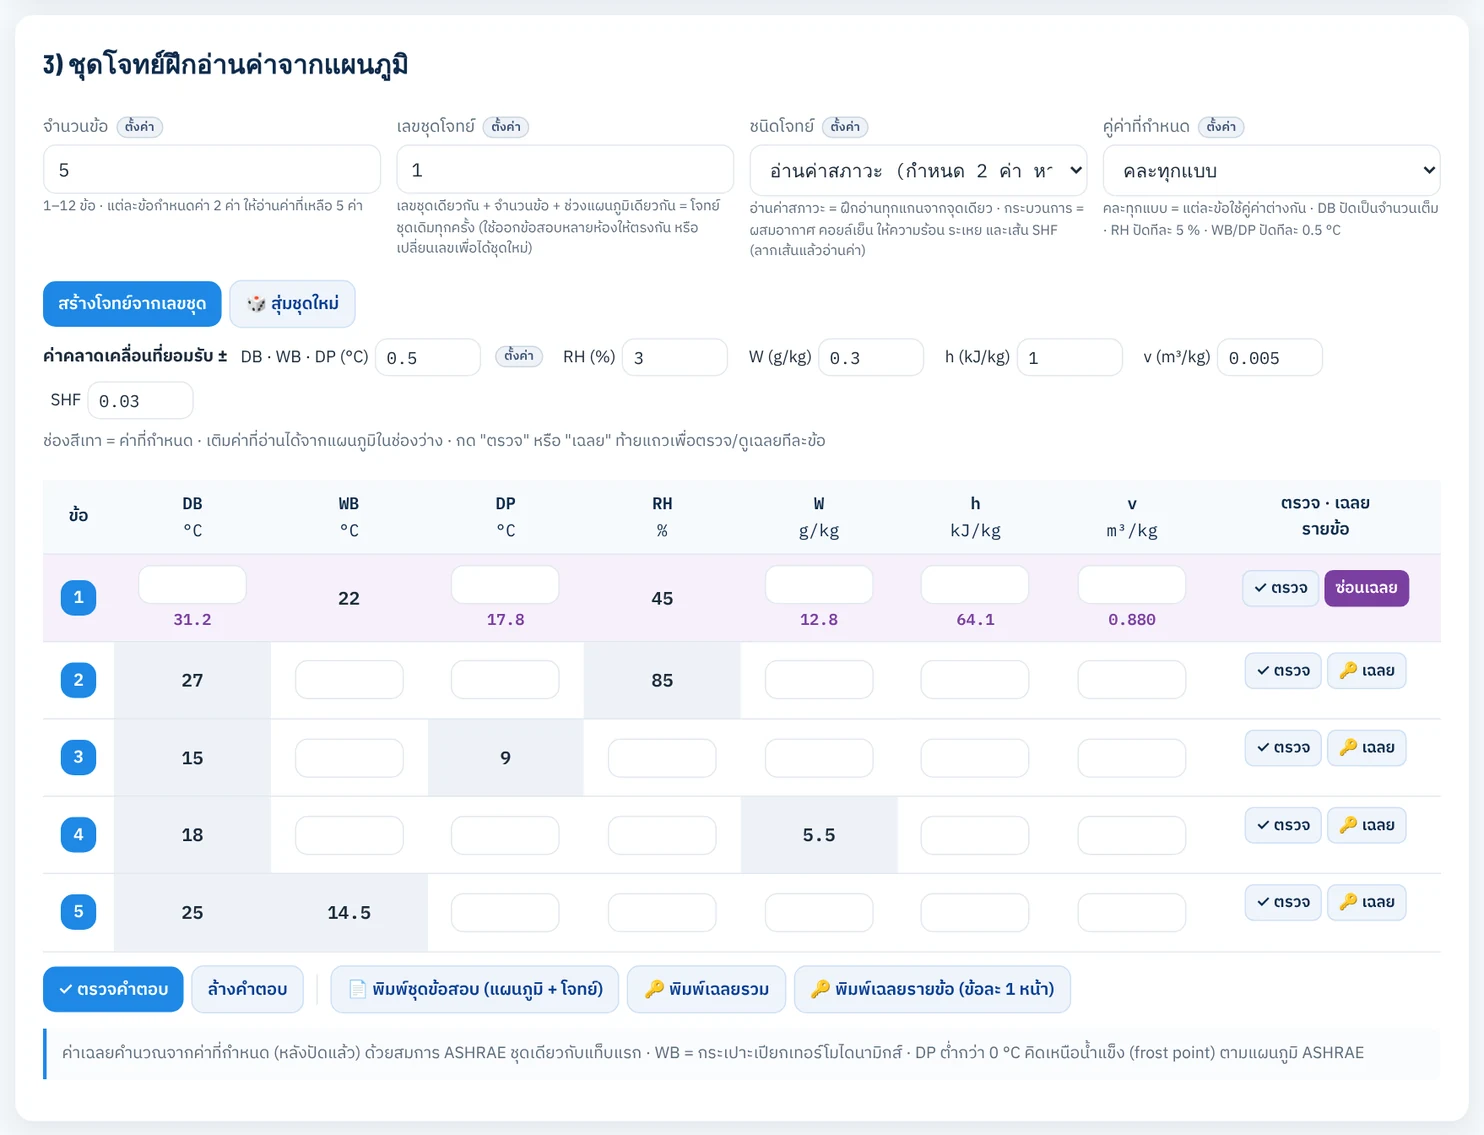 3) ชุดโจทย์ฝึกอ่านค่าจากแผนภูมิ
จำนวนข้อ ตั้งค่า
5
1–12 ข้อ · แต่ละข้อกำหนดค่า 2 ค่า ให้อ่านค่าที่เหลือ 5 ค่า
เลขชุดโจทย์ ตั้งค่า
1
เลขชุดเดียวกัน + จำนวนข้อ + ช่วงแผนภูมิเดียวกัน = โจทย์
ชุดเดิมทุกครั้ง (ใช้ออกข้อสอบหลายห้องให้ตรงกัน หรือ
เปลี่ยนเลขเพื่อได้ชุดใหม่)
ชนิดโจทย์ ตั้งค่า
อ่านค่าสภาวะ (กำหนด 2 ค่า
อ่านค่าสภาวะ = ฝึกอ่านทุกแกนจากจุดเดียว · กระบวนการ =
ผสมอากาศ คอยล์เย็น ให้ความร้อน ระเหย และเส้น SHF
(ลากเส้นแล้วอ่านค่า)
คู่ค่าที่กำหนด ตั้งค่า
คละทุกแบบ
คละทุกแบบ = แต่ละข้อใช้คู่ค่าต่างกัน · DB ปัดเป็นจำนวนเต็ม
· RH ปัดทีละ 5 % · WB/DP ปัดทีละ 0.5 °C
สร้างโจทย์จากเลขชุด 🎲 สุ่มชุดใหม่
ค่าคลาดเคลื่อนที่ยอมรับ ± DB · WB · DP (°C) 0.5 ตั้งค่า RH (%) 3 W (g/kg) 0.3 h (kJ/kg) 1 v (m³/kg) 0.005
SHF 0.03
ช่องสีเทา = ค่าที่กำหนด · เติมค่าที่อ่านได้จากแผนภูมิในช่องว่าง · กด "ตรวจ" หรือ "เฉลย" ท้ายแถวเพื่อตรวจ/ดูเฉลยทีละข้อ
ข้อ DB WB DP RH W h v ตรวจ · เฉลย
°C °C °C % g/kg kJ/kg m³/kg รายข้อ
1 22 45 ✓ ตรวจ ซ่อนเฉลย
31.2 17.8 12.8 64.1 0.880
2 27 85 ✓ ตรวจ 🔑 เฉลย
3 15 9 ✓ ตรวจ 🔑 เฉลย
4 18 5.5 ✓ ตรวจ 🔑 เฉลย
5 25 14.5 ✓ ตรวจ 🔑 เฉลย
✓ ตรวจคำตอบ ล้างคำตอบ 📄 พิมพ์ชุดข้อสอบ (แผนภูมิ + โจทย์) 🔑 พิมพ์เฉลยรวม 🔑 พิมพ์เฉลยรายข้อ (ข้อละ 1 หน้า)
ค่าเฉลยคำนวณจากค่าที่กำหนด (หลังปัดแล้ว) ด้วยสมการ ASHRAE ชุดเดียวกับแท็บแรก · WB = กระเปาะเปียกเทอร์โมไดนามิกส์ · DP ต่ำกว่า 0 °C คิดเหนือน้ำแข็ง (frost point) ตามแผนภูมิ ASHRAE